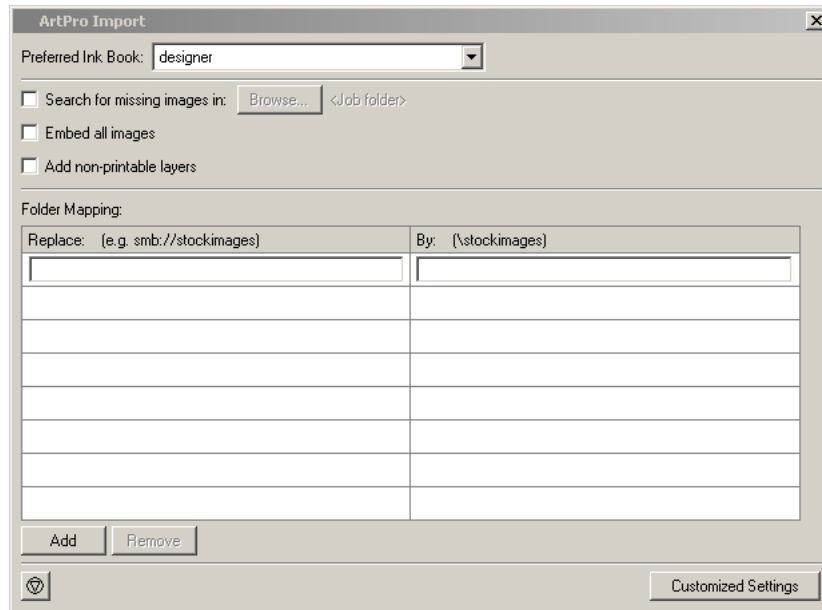 ArtPro Import
Preferred Ink Book: designer
Search for missing images in: Browse... <Job folder>
Embed all images
Add non-printable layers
Folder Mapping:
Replace: (e.g. smb://stockimages) By: (\stockimages)
Add Remove
Customized Settings